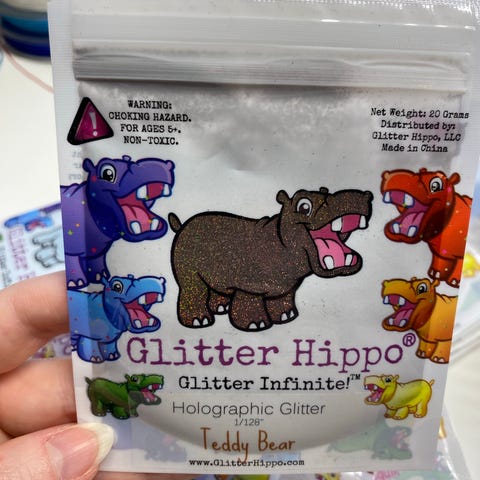 WARNING:
CHOKING HAZARD.
FOR AGES 5+.
NON-TOXIC.
Net Weight: 20 Grams
Distributed by:
Glitter Hippo, LLC
Made in China
Glitter Hippo®
Glitter Infinite!™
Holographic Glitter
1/128"
Teddy Bear
www.GlitterHippo.com